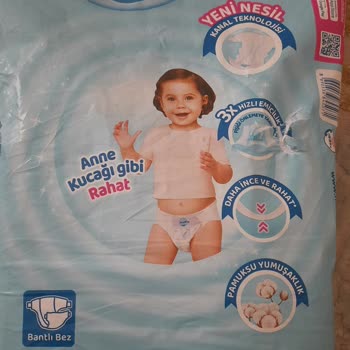 YENİ NESİL
KANAL TEKNOLOJİSİ
3X HIZLI EMİCİLİK*
Anne
Kucağı gibi
Rahat
DAHA İNCE VE RAHAT*
PAMUKSU YUMUŞAKLIK
Bantlı Bez